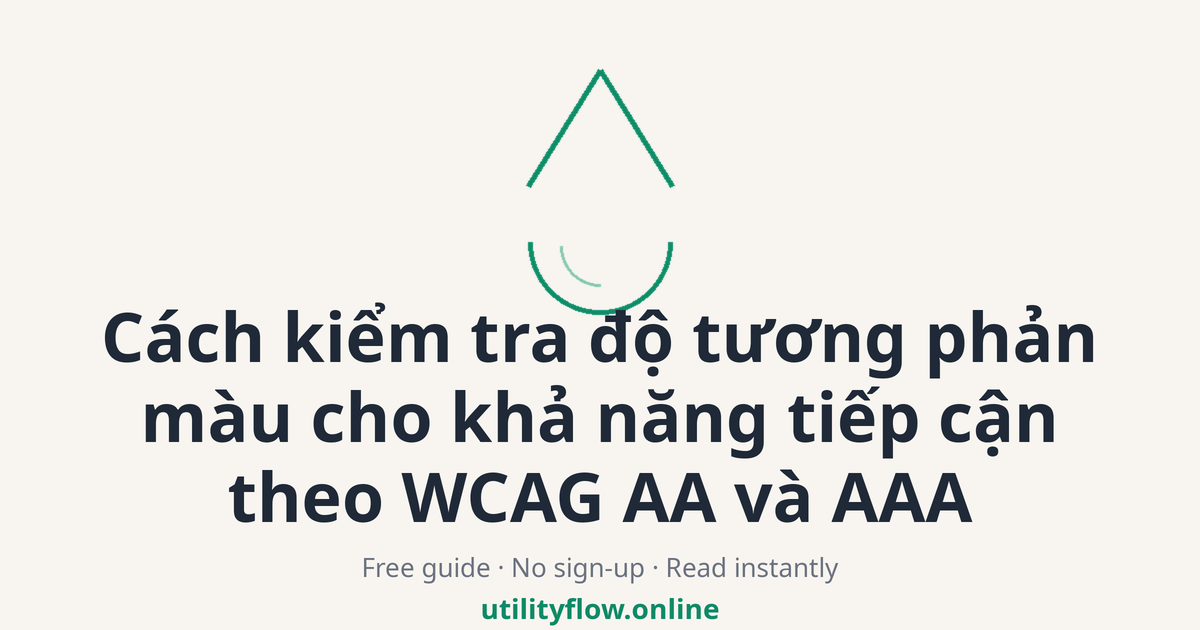 Cách kiểm tra độ tương phản
màu cho khả năng tiếp cận
theo WCAG AA và AAA
Free guide · No sign-up · Read instantly
utilityflow.online